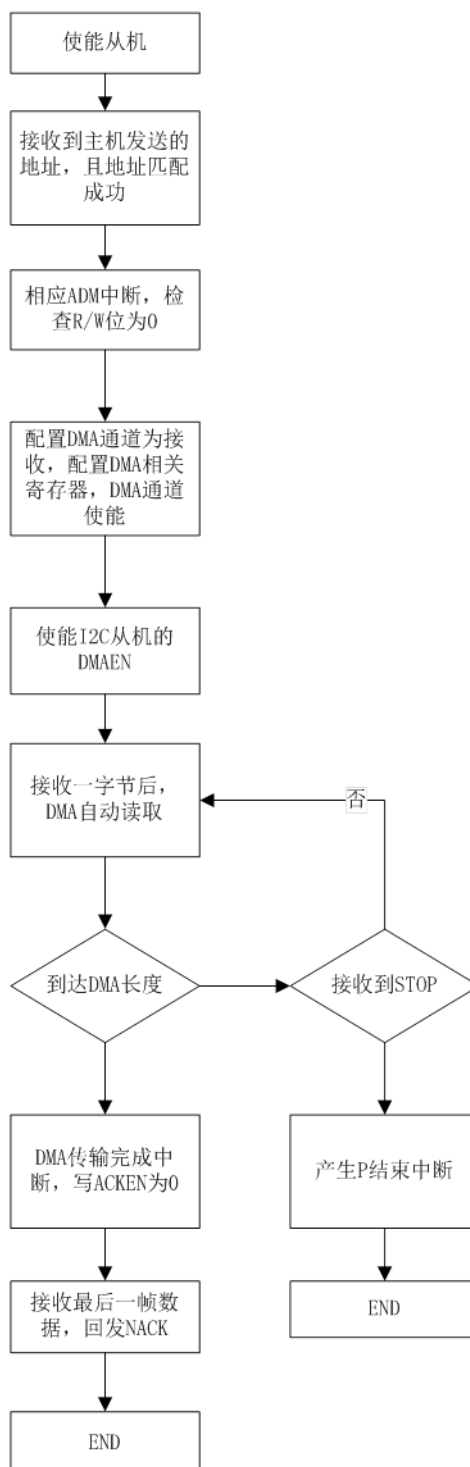 使能从机
接收到主机发送的
地址，且地址匹配
成功
相应ADM中断，检
查R/W位为0
配置DMA通道为接
收，配置DMA相关
寄存器，DMA通道
使能
使能I2C从机的
DMAEN
接收一字节后，
DMA自动读取
否
到达DMA长度
接收到STOP
DMA传输完成中
断，写ACKEN为0
产生P结束中断
接收最后一帧数
据，回发NACK
END
END